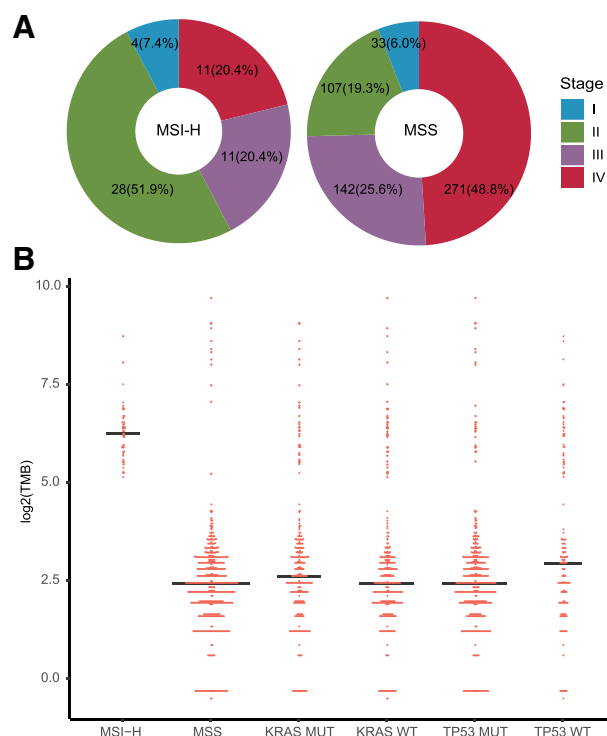 A
4(7.4%)
11(20.4%)
MSI-H
11(20.4%)
28(51.9%)
33(6.0%)
107(19.3%)
MSS
142(25.6%)
271(48.8%)
Stage
I
II
III
IV
B
10.0
7.5
5.0
2.5
0.0
log2(TMB)
MSI−H
MSS
KRAS MUT
KRAS WT
TP53 MUT
TP53 WT